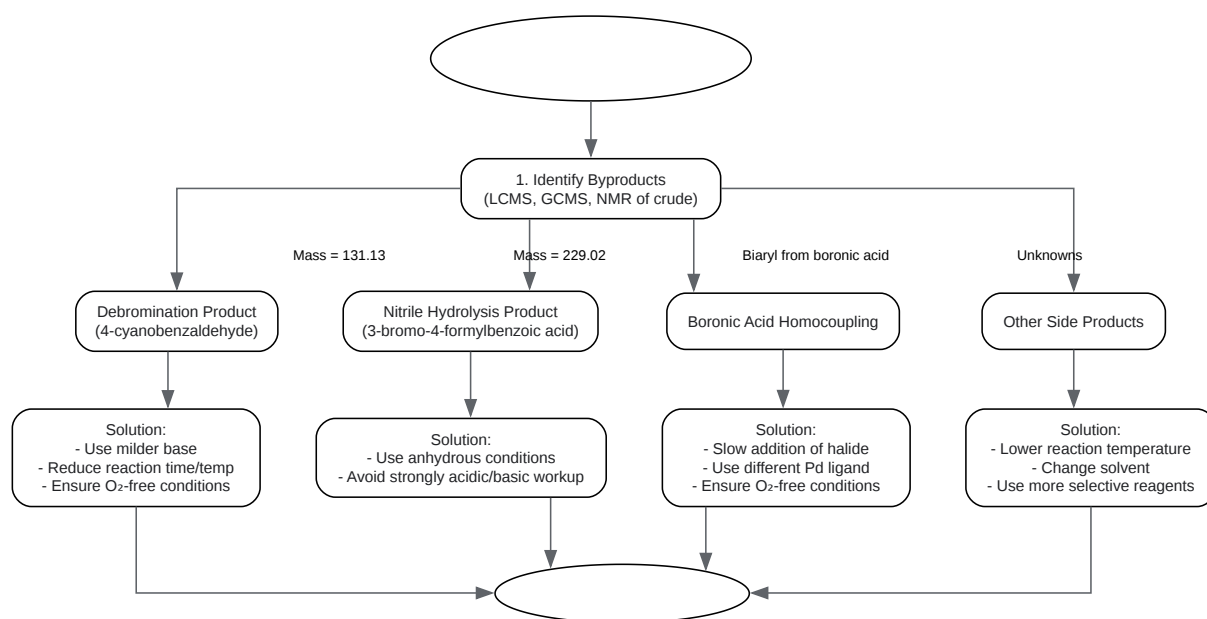 1. Identify Byproducts
(LCMS, GCMS, NMR of crude)
Mass = 131.13
Mass = 229.02
Biaryl from boronic acid
Unknowns
Debromination Product
(4-cyanobenzaldehyde)
Nitrile Hydrolysis Product
(3-bromo-4-formylbenzoic acid)
Boronic Acid Homocoupling
Other Side Products
Solution:
- Use milder base
- Reduce reaction time/temp
- Ensure O₂-free conditions
Solution:
- Use anhydrous conditions
- Avoid strongly acidic/basic workup
Solution:
- Slow addition of halide
- Use different Pd ligand
- Ensure O₂-free conditions
Solution:
- Lower reaction temperature
- Change solvent
- Use more selective reagents